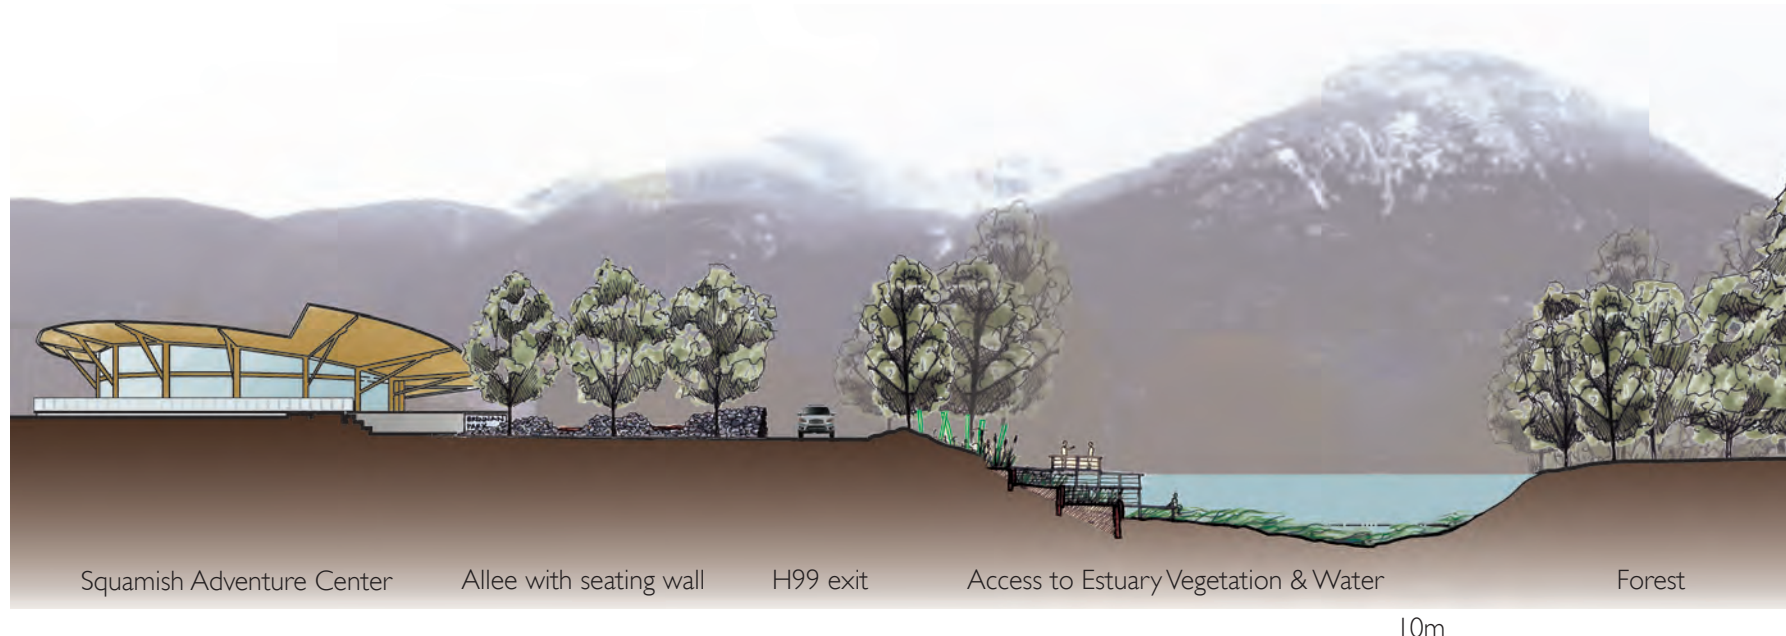 Squamish Adventure Center
Allee with seating wall
H99 exit
Access to Estuary Vegetation & Water
Forest
10m